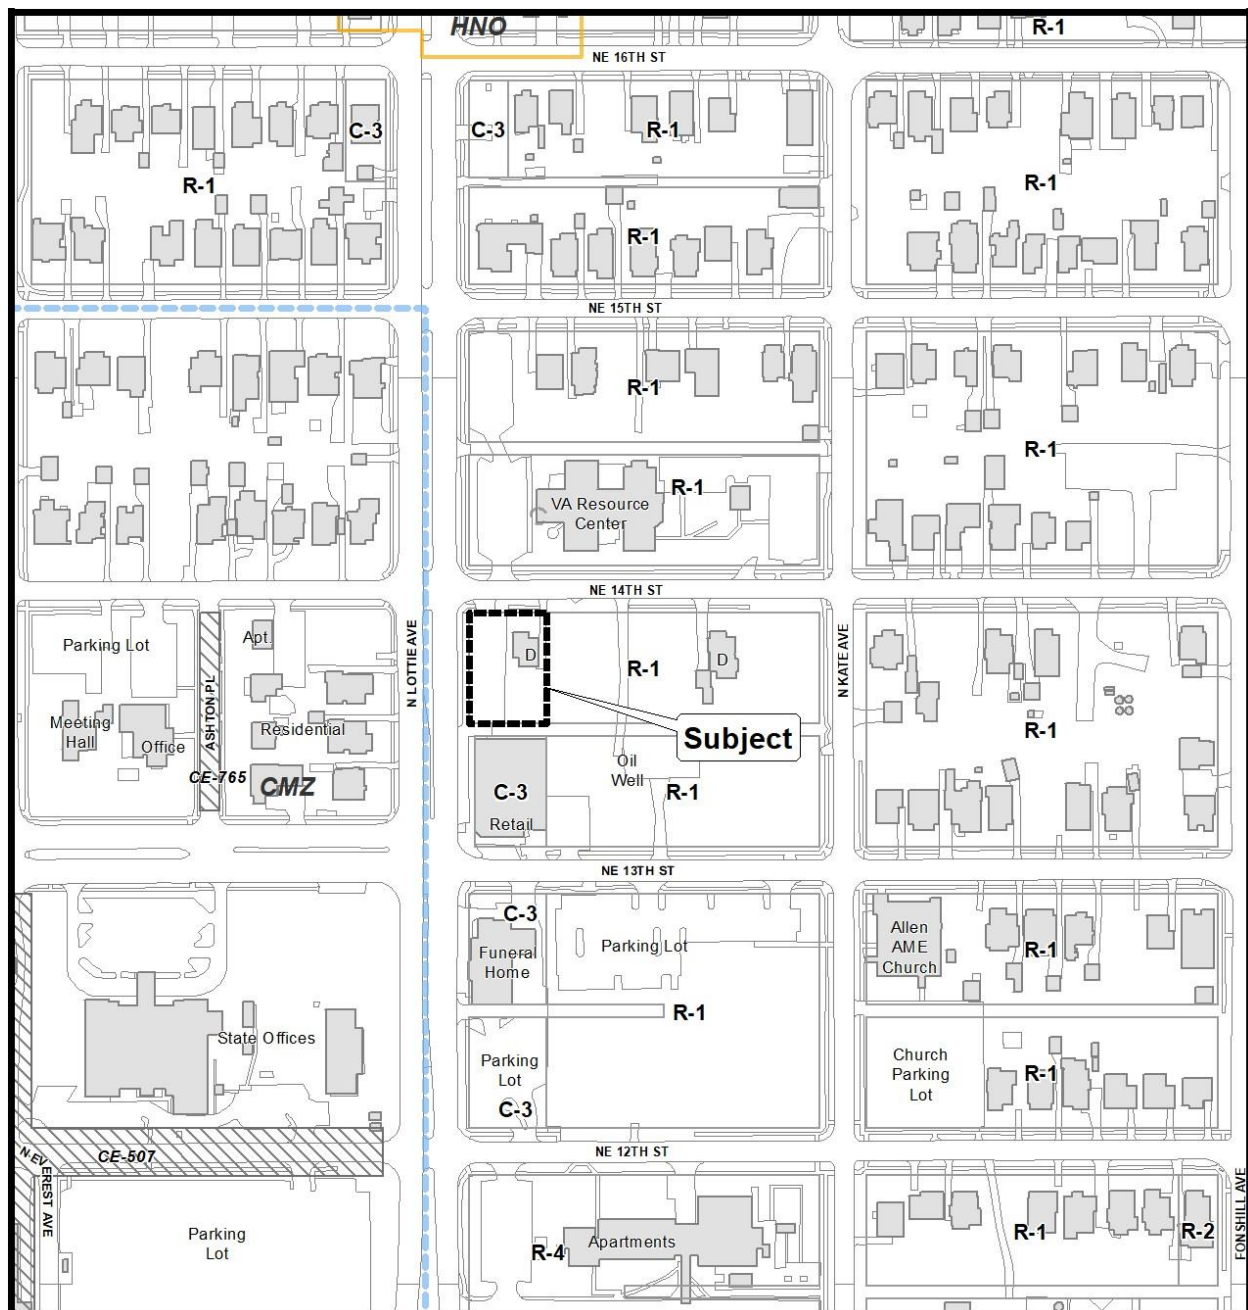 HNO
R-1
NE 16TH ST
C-3
C-3
R-1
R-1
R-1
R-1
NE 15TH ST
R-1
R-1
VA Resource
Center
R-1
NE 14TH ST
Parking Lot
Apt.
N LOTTIE AVE
D
R-1
D
N KATE AVE
ASHTON PL
Meeting
Hall
Office
Residential
CE-765
CMZ
Subject
R-1
Oil
Well
C-3
R-1
Retail
NE 13TH ST
C-3
Funeral
Home
Parking Lot
Allen
AME
Church
R-1
R-1
State Offices
Parking
Lot
C-3
Church
Parking
Lot
R-1
CE-507
NE 12TH ST
N EVEREST AVE
Parking
Lot
R-4
Apartments
R-1
R-2
FONSHILL AVE